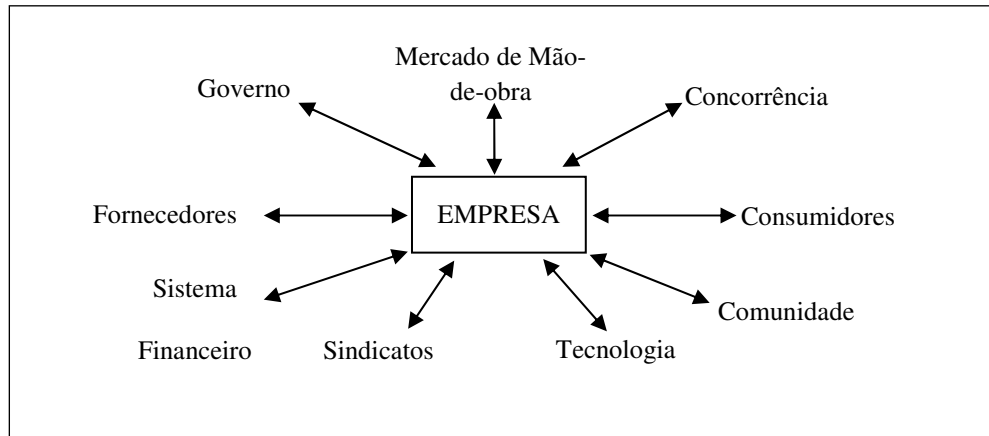 Mercado de Mão-
de-obra
Governo
Concorrência
Fornecedores
EMPRESA
Consumidores
Sistema
Financeiro
Sindicatos
Tecnologia
Comunidade